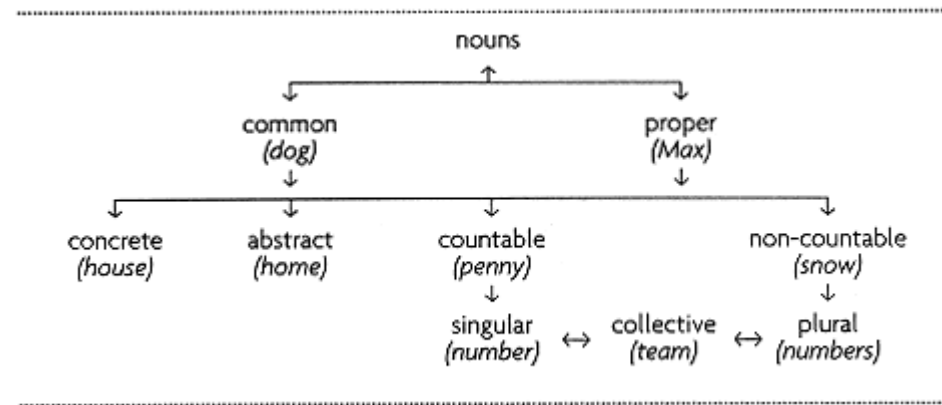 nouns
common proper
(dog) (Max)
concrete abstract countable non-countable
(house) (home) (penny) (snow)
singular ↔ collective ↔ plural
(number) (team) (numbers)